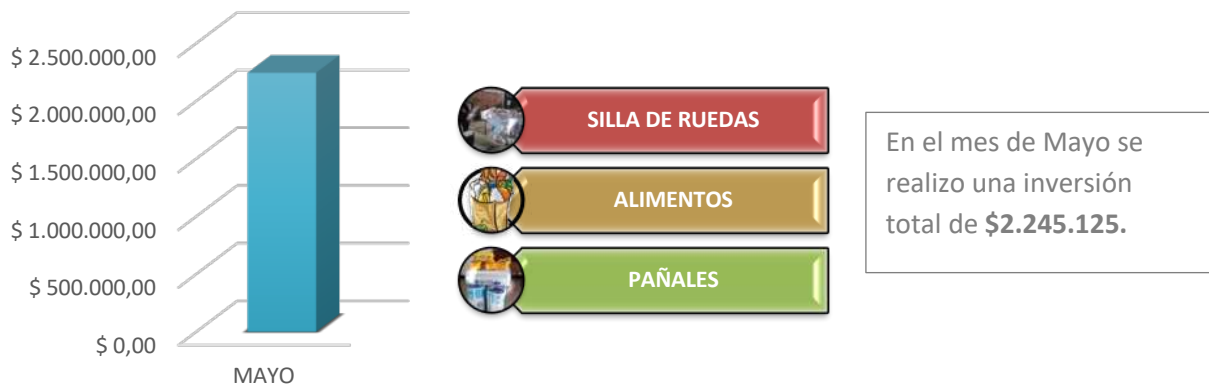 $ 2.500.000,00
$ 2.000.000,00
$ 1.500.000,00
$ 1.000.000,00
$ 500.000,00
$ 0,00
MAYO
SILLA DE RUEDAS
ALIMENTOS
PAÑALES
En el mes de Mayo se
realizo una inversión
total de $2.245.125.